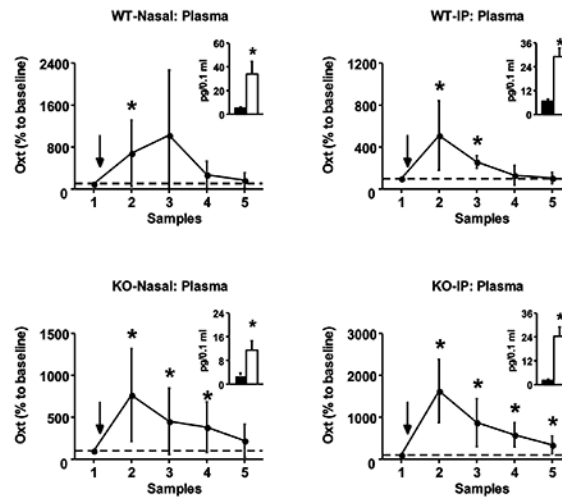 WT-Nasal: Plasma
Oxt (% to baseline)
2400
1600
800
0
1 2 3 4 5
Samples
*
pg/0.1 ml
60
40
20
0
*
WT-IP: Plasma
Oxt (% to baseline)
1200
800
400
0
1 2 3 4 5
Samples
* *
pg/0.1 ml
36
24
12
0
*
KO-Nasal: Plasma
Oxt (% to baseline)
1500
1000
500
0
1 2 3 4 5
Samples
* * *
pg/0.1 ml
24
16
8
0
*
KO-IP: Plasma
Oxt (% to baseline)
3000
2000
1000
0
1 2 3 4 5
Samples
* * * *
pg/0.1 ml
36
24
12
0
*